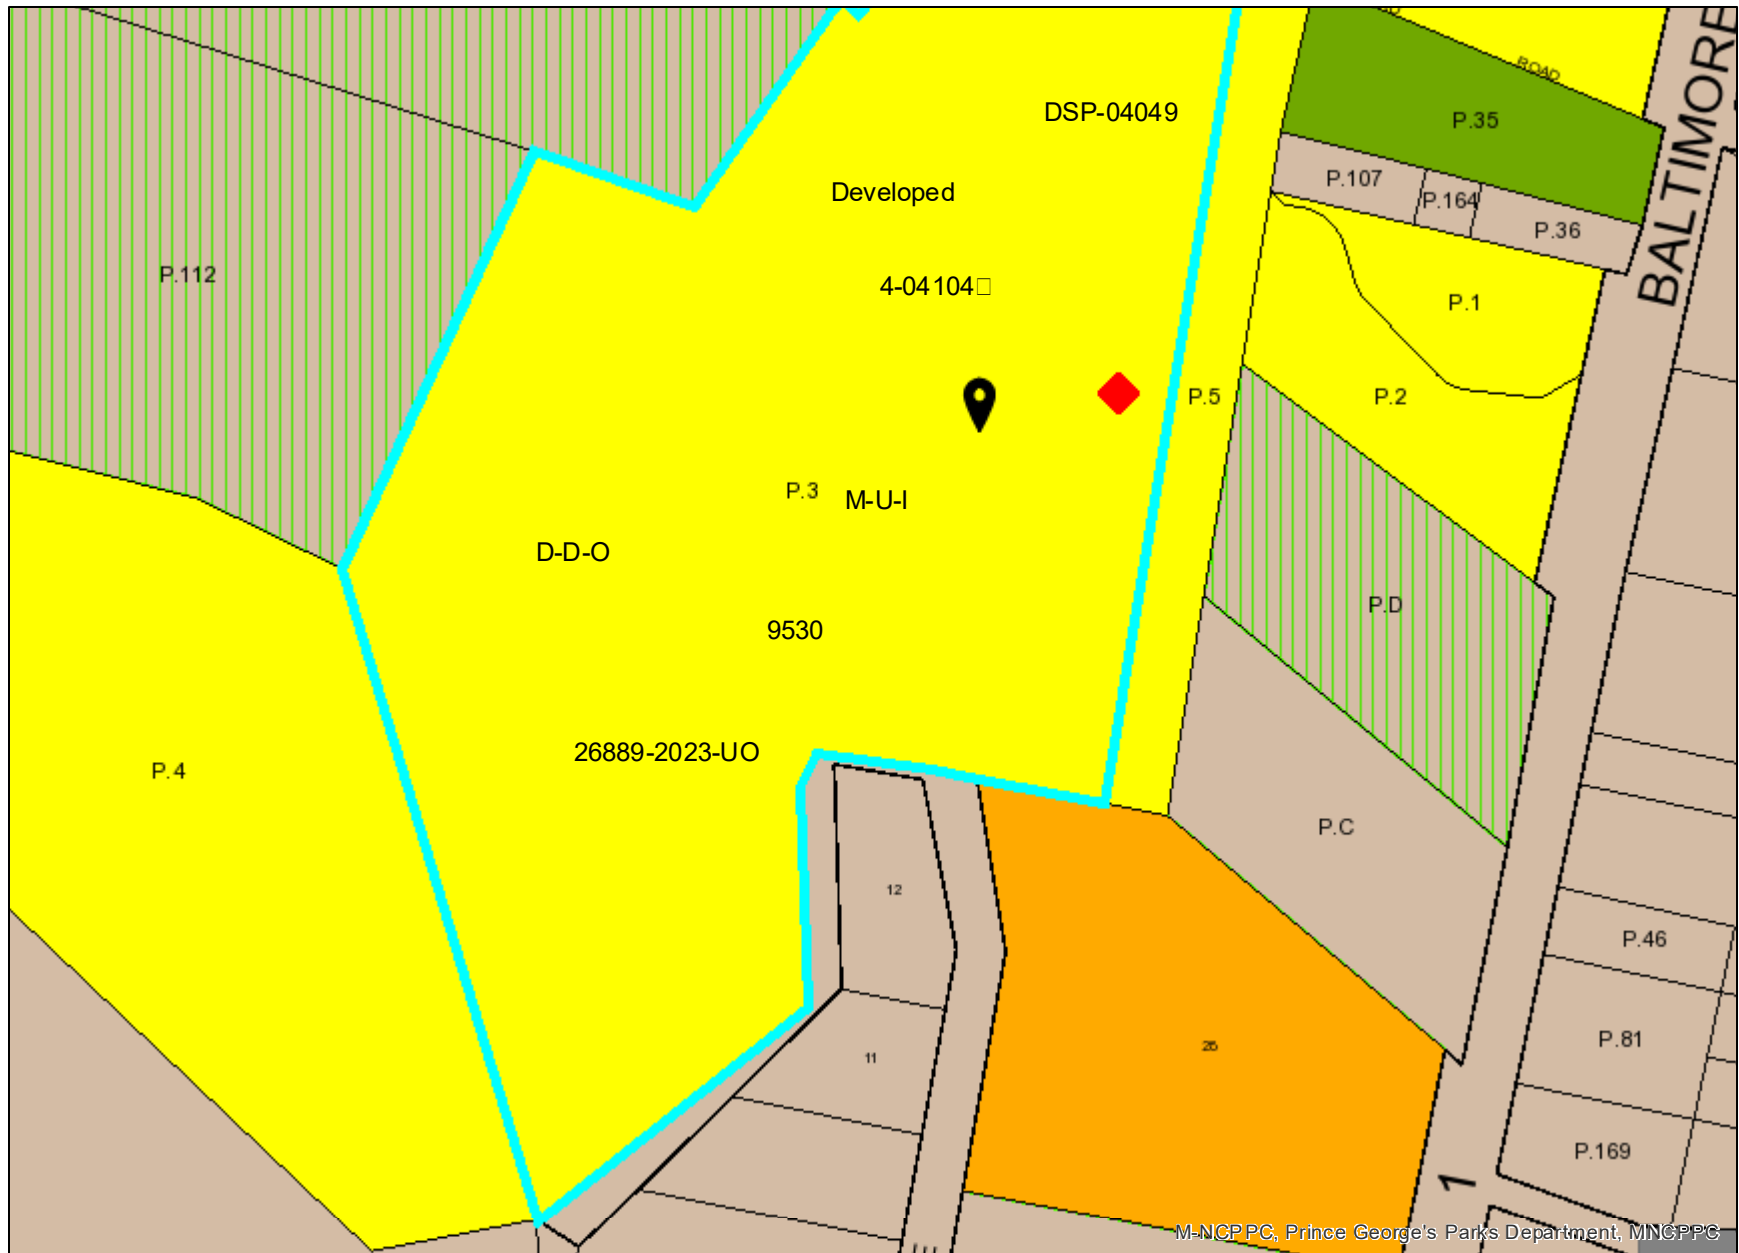 ROAD
BALTIMORE
DSP-04049
P.35
Developed
P.107
P.164
P.36
P.112
4-04104□
P.1
P.5
P.2
P.3
M-U-I
D-D-O
P.D
9530
26889-2023-UO
P.4
P.C
12
P.46
11
26
P.81
P.169
1
M-NCPPC, Prince George's Parks Department, MNCPPC